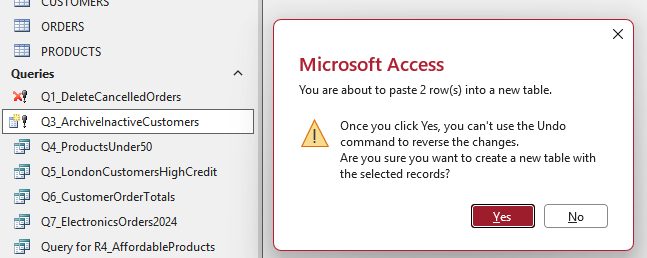 CUSTOMERS
ORDERS
PRODUCTS
Queries
Q1_DeleteCancelledOrders
Q3_ArchiveInactiveCustomers
Q4_ProductsUnder50
Q5_LondonCustomersHighCredit
Q6_CustomerOrderTotals
Q7_ElectronicsOrders2024
Query for R4_AffordableProducts
Microsoft Access
You are about to paste 2 row(s) into a new table.
Once you click Yes, you can't use the Undo
command to reverse the changes.
Are you sure you want to create a new table with
the selected records?
Yes
No